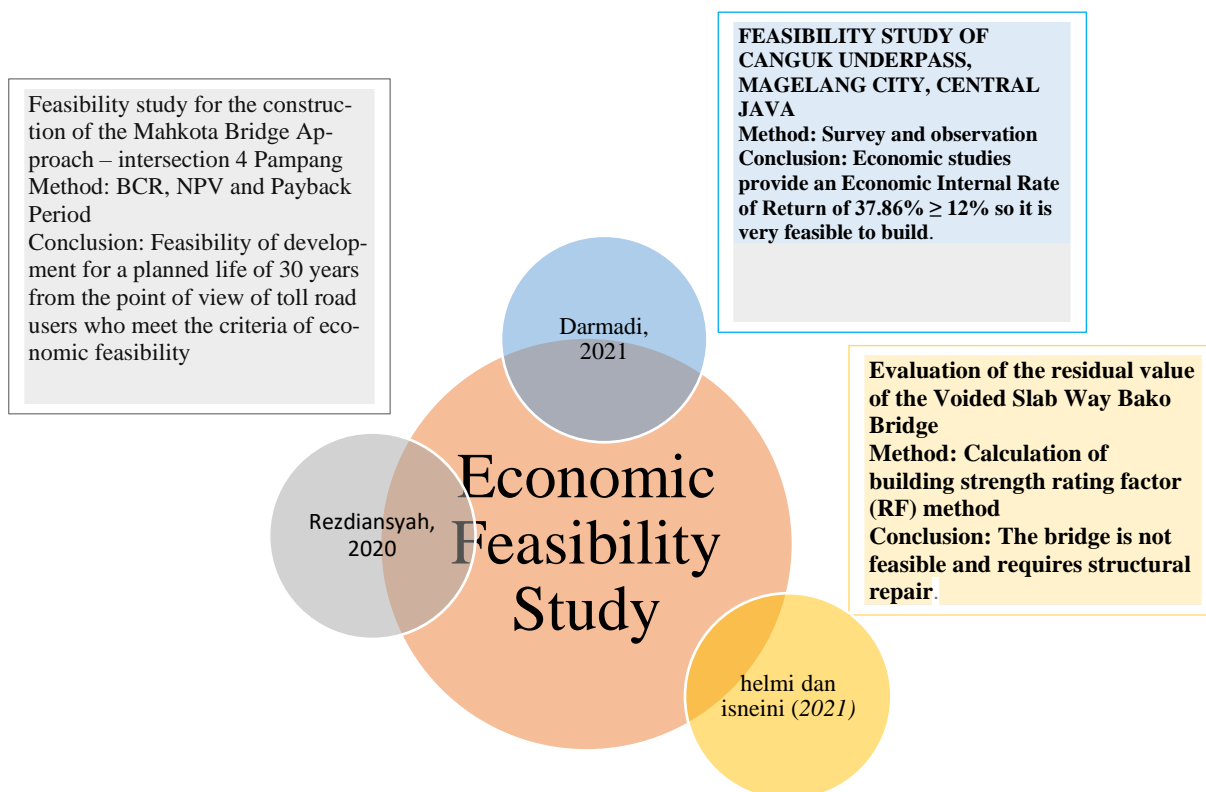 Feasibility study for the construc-
tion of the Mahkota Bridge Ap-
proach – intersection 4 Pampang
Method: BCR, NPV and Payback
Period
Conclusion: Feasibility of develop-
ment for a planned life of 30 years
from the point of view of toll road
users who meet the criteria of eco-
nomic feasibility
FEASIBILITY STUDY OF
CANGUK UNDERPASS,
MAGELANG CITY, CENTRAL
JAVA
Method: Survey and observation
Conclusion: Economic studies
provide an Economic Internal Rate
of Return of 37.86% ≥ 12% so it is
very feasible to build.
Darmadi,
2021
Evaluation of the residual value
of the Voided Slab Way Bako
Bridge
Method: Calculation of
building strength rating factor
(RF) method
Conclusion: The bridge is not
feasible and requires structural
repair.
Rezdiansyah,
2020
Economic
Feasibility
Study
helmi dan
isneini (2021)